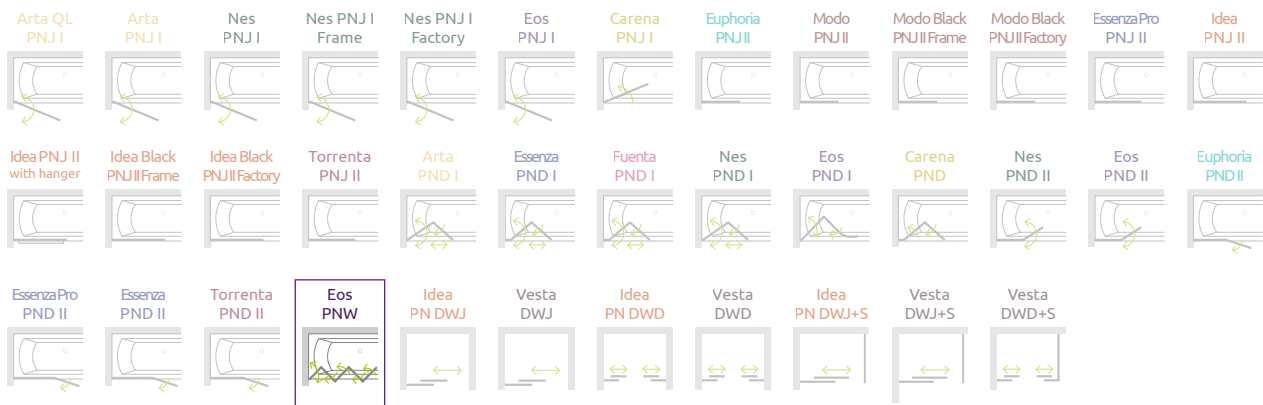 Arta QL
PNJ I
Arta
PNJ I
Nes
PNJ I
Nes PNJ I
Frame
Nes PNJ I
Factory
Eos
PNJ I
Carena
PNJ I
Euphoria
PNJ II
Modo
PNJ II
Modo Black
PNJ II Frame
Modo Black
PNJ II Factory
Essenza Pro
PNJ II
Idea
PNJ II
Idea PNJ II
with hanger
Idea Black
PNJ II Frame
Idea Black
PNJ II Factory
Torrenta
PNJ II
Arta
PND I
Essenza
PND I
Fuenta
PND I
Nes
PND I
Eos
PND I
Carena
PND
Nes
PND II
Eos
PND II
Euphoria
PND II
Essenza Pro
PND II
Essenza
PND II
Torrenta
PND II
Eos
PNW
Idea
PN DWJ
Vesta
DWJ
Idea
PN DWD
Vesta
DWD
Idea
PN DWJ+S
Vesta
DWJ+S
Vesta
DWD+S